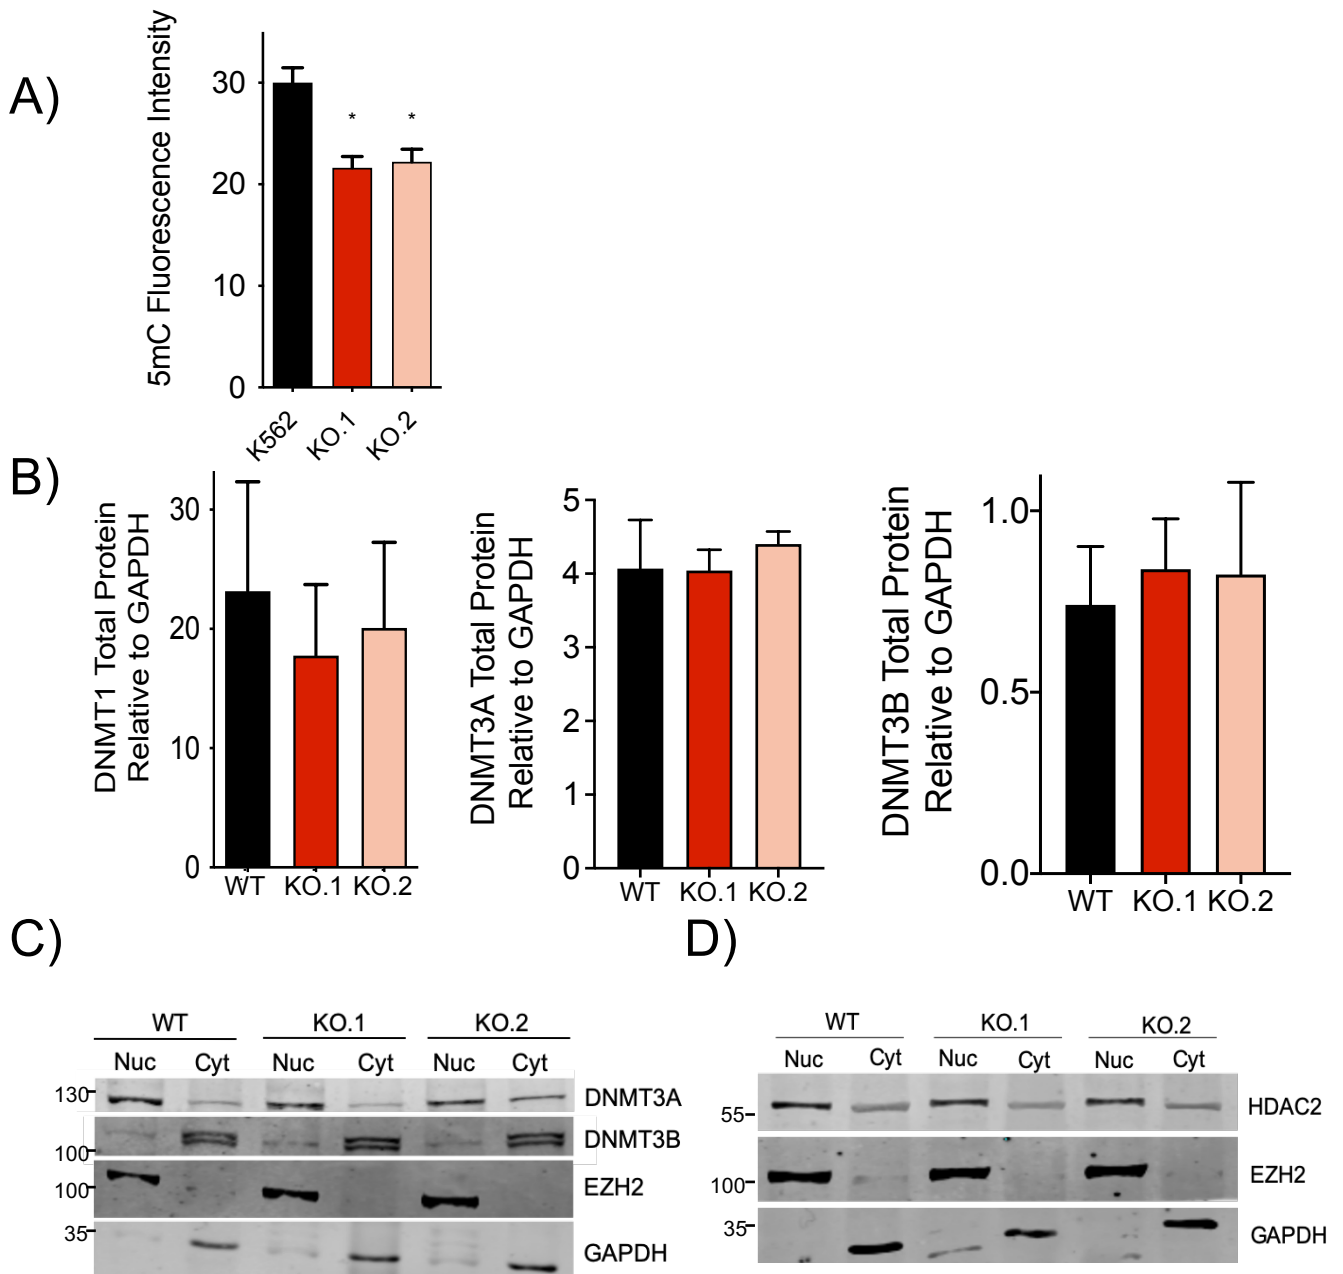 A)
5mC Fluorescence Intensity
30
20
10
0
*
*
K562
KO.1
KO.2
B)
DNMT1 Total Protein
Relative to GAPDH
30
20
10
0
WT
KO.1
KO.2
DNMT3A Total Protein
Relative to GAPDH
5
4
3
2
1
0
WT
KO.1
KO.2
DNMT3B Total Protein
Relative to GAPDH
1.0
0.5
0.0
WT
KO.1
KO.2
C)
WT
KO.1
KO.2
Nuc
Cyt
Nuc
Cyt
Nuc
Cyt
130
DNMT3A
DNMT3B
100
100
EZH2
35
GAPDH
D)
WT
KO.1
KO.2
Nuc
Cyt
Nuc
Cyt
Nuc
Cyt
55
HDAC2
100
EZH2
35
GAPDH